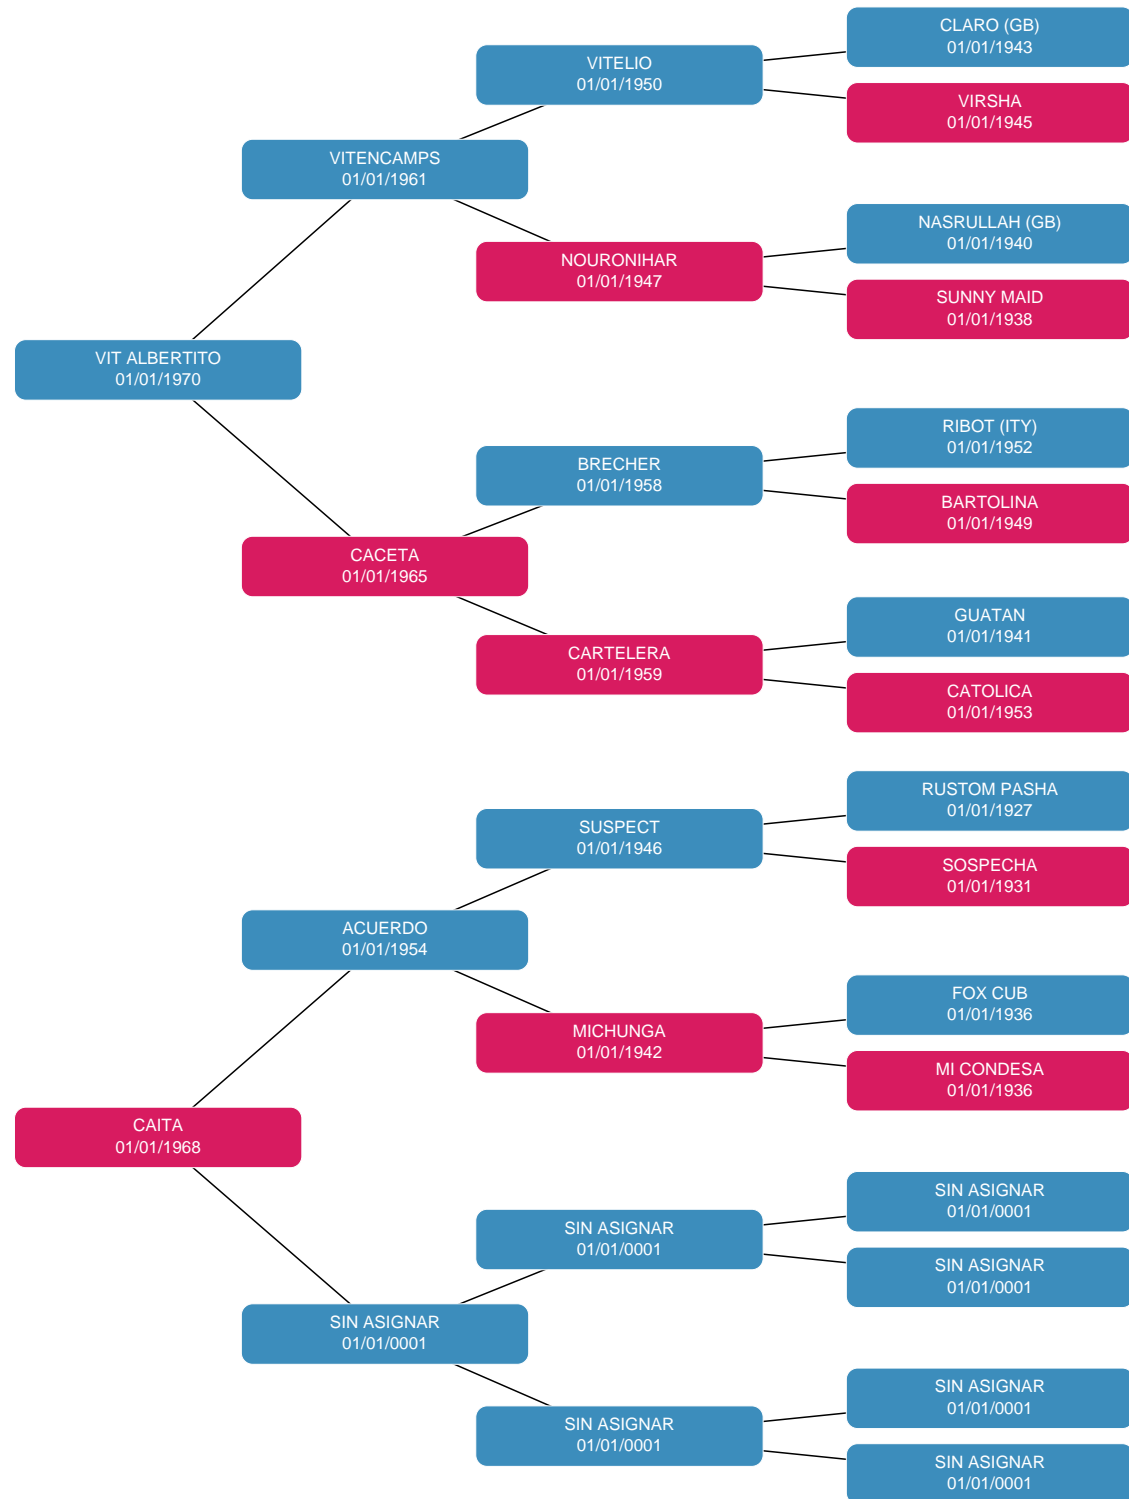 CLARO (GB)
01/01/1943
VITELIO
01/01/1950
VIRSHA
01/01/1945
VITENCAMPS
01/01/1961
NASRULLAH (GB)
01/01/1940
NOURONIHAR
01/01/1947
SUNNY MAID
01/01/1938
VIT ALBERTITO
01/01/1970
RIBOT (ITY)
01/01/1952
BRECHER
01/01/1958
BARTOLINA
01/01/1949
CACETA
01/01/1965
GUATAN
01/01/1941
CARTELERA
01/01/1959
CATOLICA
01/01/1953
RUSTOM PASHA
01/01/1927
SUSPECT
01/01/1946
SOSPECHA
01/01/1931
ACUERDO
01/01/1954
FOX CUB
01/01/1936
MICHUNGA
01/01/1942
MI CONDESA
01/01/1936
CAITA
01/01/1968
SIN ASIGNAR
01/01/0001
SIN ASIGNAR
01/01/0001
SIN ASIGNAR
01/01/0001
SIN ASIGNAR
01/01/0001
SIN ASIGNAR
01/01/0001
SIN ASIGNAR
01/01/0001
SIN ASIGNAR
01/01/0001